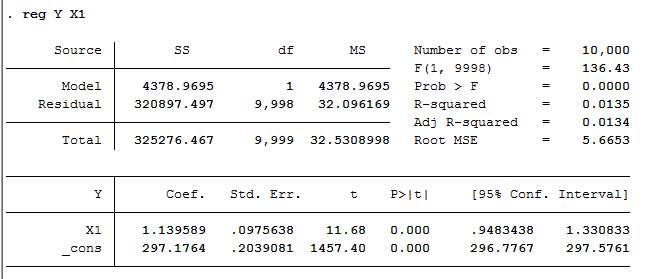 . reg Y X1
Source | SS df MS Number of obs = 10,000
F(1, 9998) = 136.43
Model | 4378.9695 1 4378.9695 Prob > F = 0.0000
Residual | 320897.497 9,998 32.096169 R-squared = 0.0135
Adj R-squared = 0.0134
Total | 325276.467 9,999 32.5308998 Root MSE = 5.6653
Y | Coef. Std. Err. t P>|t| [95% Conf. Interval]
X1 | 1.139589 .0975638 11.68 0.000 .9483438 1.330833
_cons | 297.1764 .2039081 1457.40 0.000 296.7767 297.5761